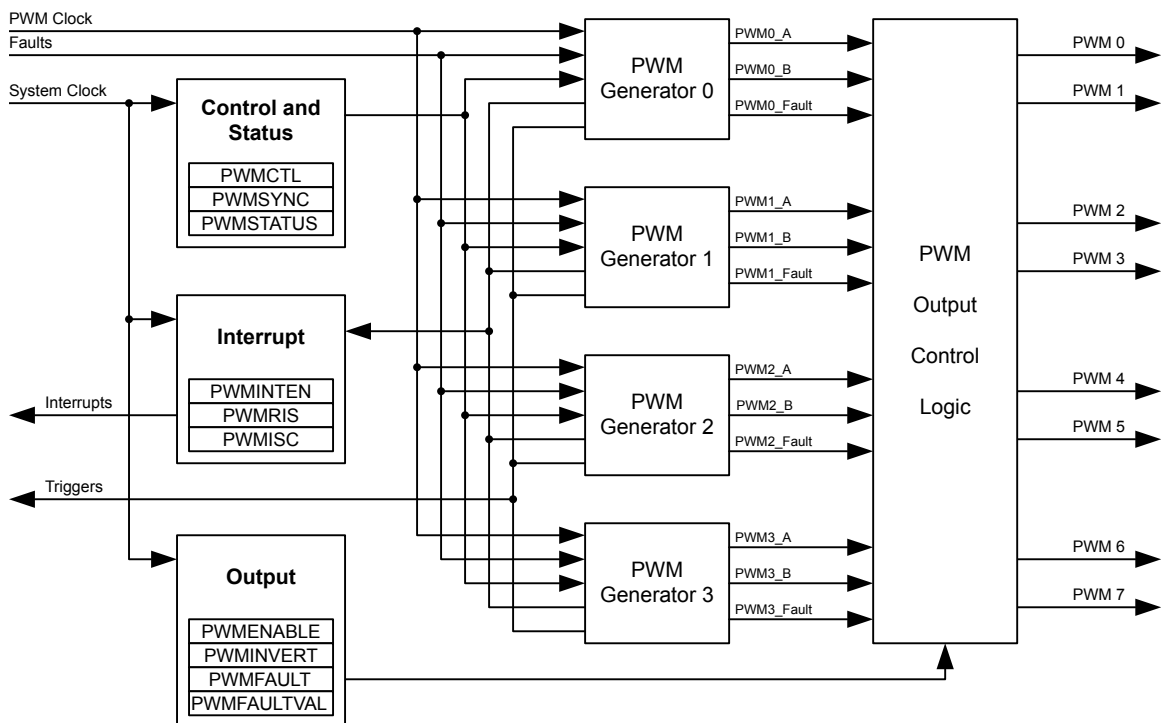 PWM Clock
Faults
System Clock
Control and
Status
PWMCTL
PWMSYNC
PWMSTATUS
Interrupt
PWMINTEN
PWMRIS
PWMISC
Interrupts
Triggers
Output
PWMENABLE
PWMINVERT
PWMFAULT
PWMFAULTVAL
PWM
Generator 0
PWM0_A
PWM0_B
PWM0_Fault
PWM
Generator 1
PWM1_A
PWM1_B
PWM1_Fault
PWM
Generator 2
PWM2_A
PWM2_B
PWM2_Fault
PWM
Generator 3
PWM3_A
PWM3_B
PWM3_Fault
PWM
Output
Control
Logic
PWM 0
PWM 1
PWM 2
PWM 3
PWM 4
PWM 5
PWM 6
PWM 7